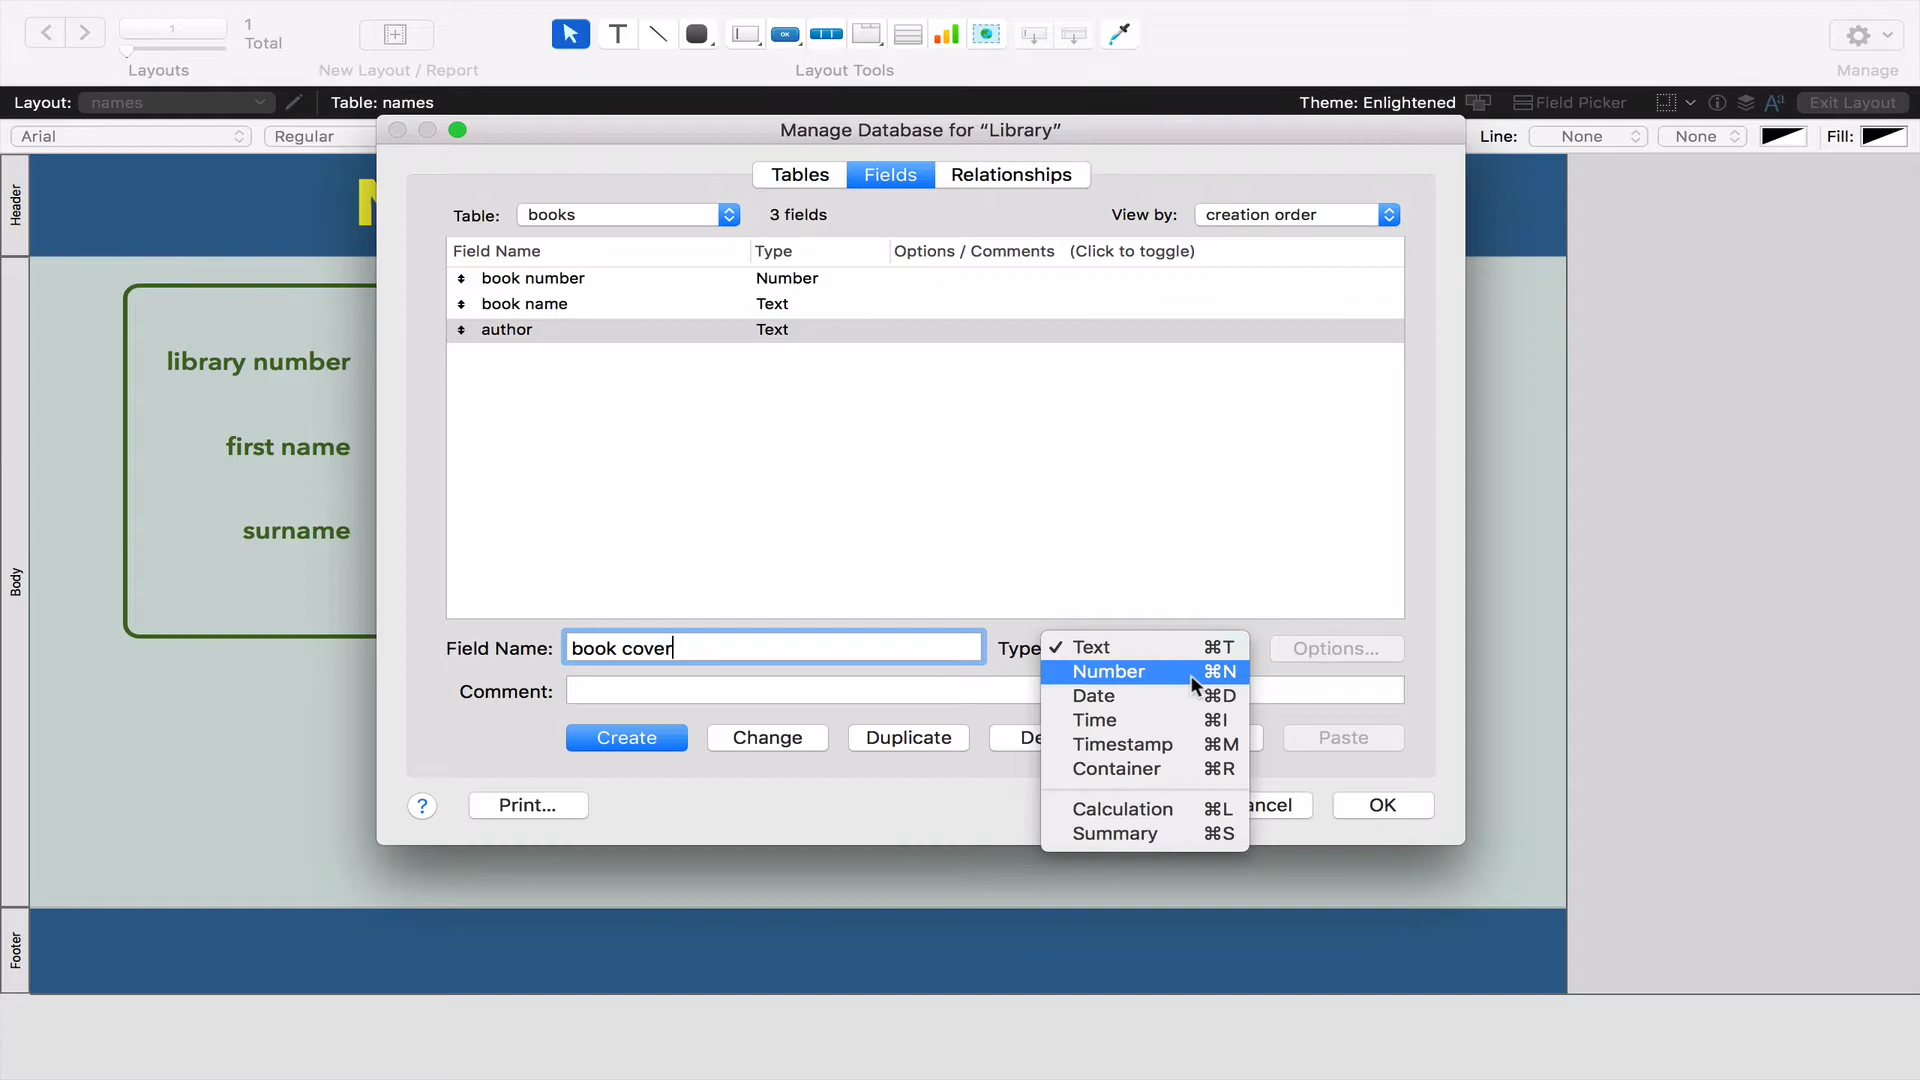 1
1
Total
Layouts
New Layout / Report
T
OK
Layout Tools
Manage
Layout: names
Table: names
Theme: Enlightened
Field Picker
Exit Layout
Arial
Regular
Line: None
None
Fill:
Manage Database for “Library”
Tables
Fields
Relationships
Table: books
3 fields
View by: creation order
Field Name
Type
Options / Comments (Click to toggle)
book number
Number
book name
Text
author
Text
Header
Body
Footer
library number
first name
surname
Field Name: book cover
Type
✓ Text ⌘T
Number ⌘N
Date ⌘D
Time ⌘I
Timestamp ⌘M
Container ⌘R
Calculation ⌘L
Summary ⌘S
Options...
Comment:
Create
Change
Duplicate
De
Paste
?
Print...
ancel
OK